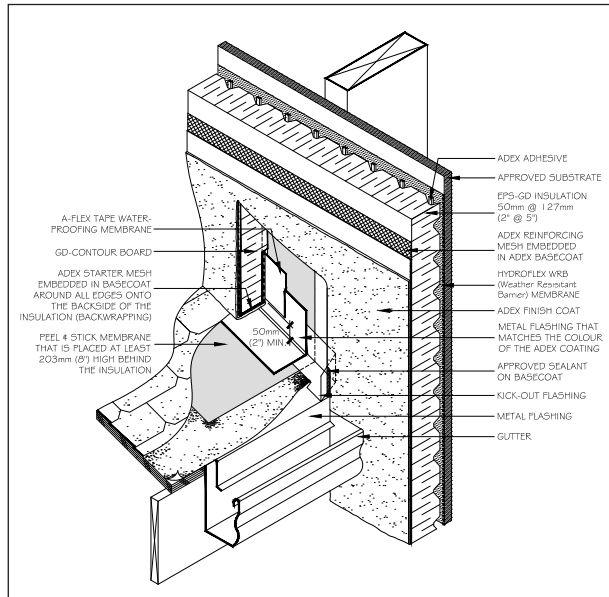 A-FLEX TAPE WATER-
PROOFING MEMBRANE
GD-CONTOUR BOARD
ADEX STARTER MESH
EMBEDDED IN BASECOAT
AROUND ALL EDGES ONTO
THE BACKSIDE OF THE
INSULATION (BACKWRAPPING)
PEEL & STICK MEMBRANE
THAT IS PLACED AT LEAST
203mm (8") HIGH BEHIND
THE INSULATION
50mm
(2") MIN.
ADEX ADHESIVE
APPROVED SUBSTRATE
EPS-GD INSULATION
50mm @ 127mm
(2" @ 5")
ADEX REINFORCING
MESH EMBEDDED
IN ADEX BASECOAT
HYDROFLEX WRB
(Weather Resisitant
Barrier) MEMBRANE
ADEX FINISH COAT
METAL FLASHING THAT
MATCHES THE COLOUR
OF THE ADEX COATING
APPROVED SEALANT
ON BASECOAT
KICK-OUT FLASHING
METAL FLASHING
GUTTER